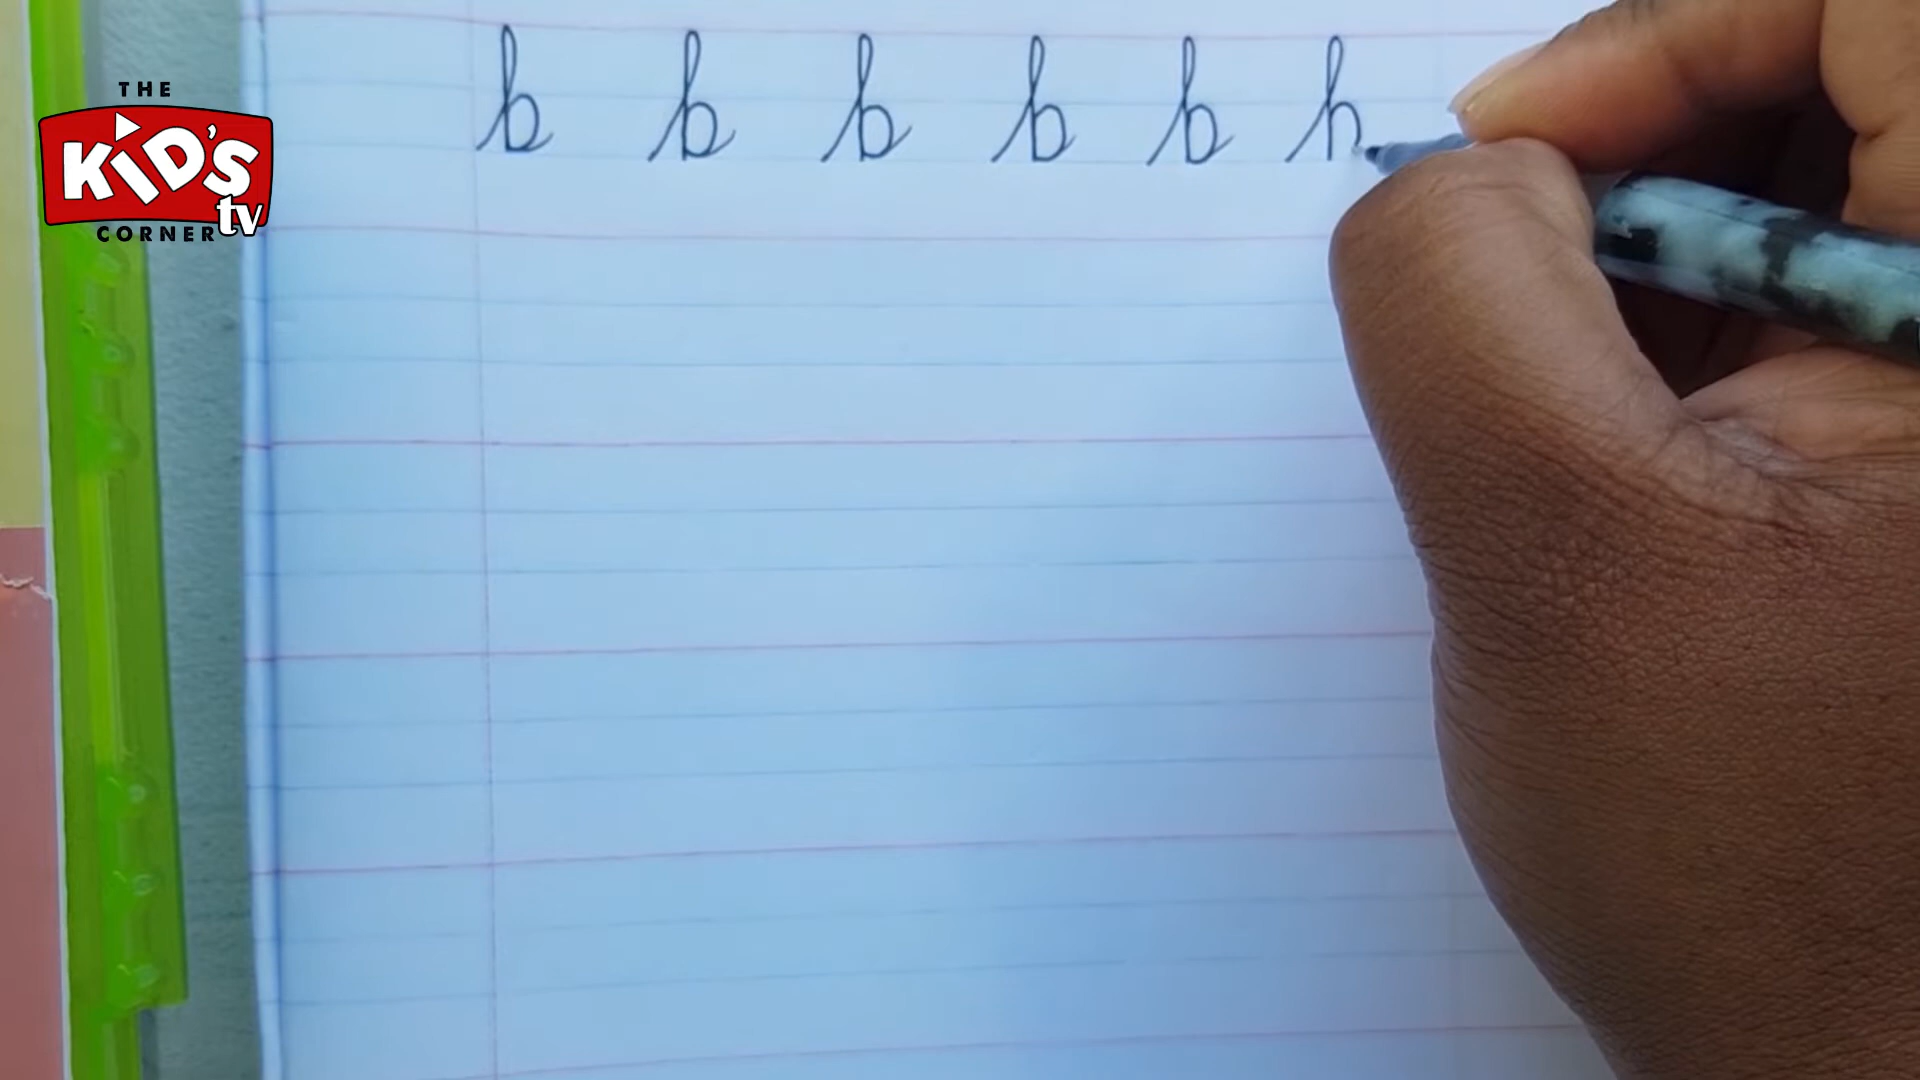 b b b b b h
THE
KiD'S
tv
CORNER